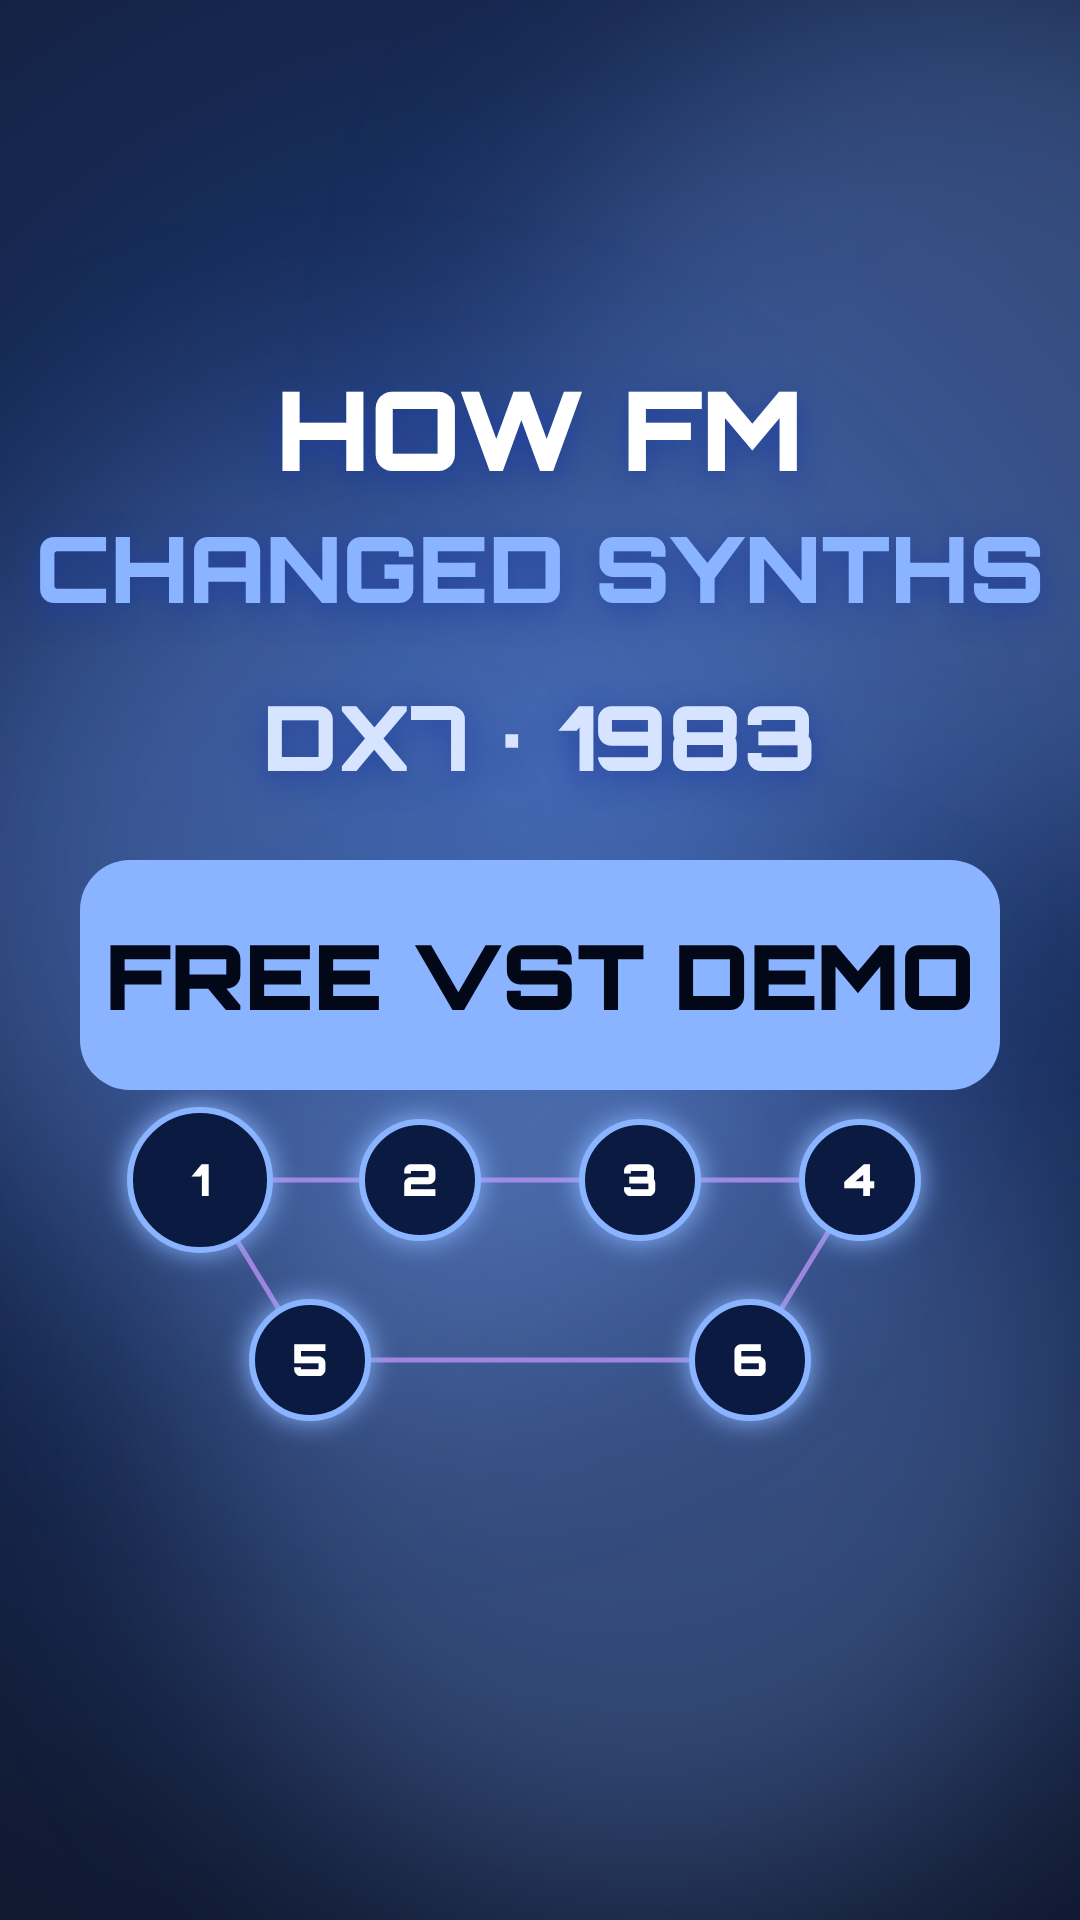 HOW FM
CHANGED SYNTHS
DX7 · 1983
FREE VST DEMO
1 2 3 4
5 6